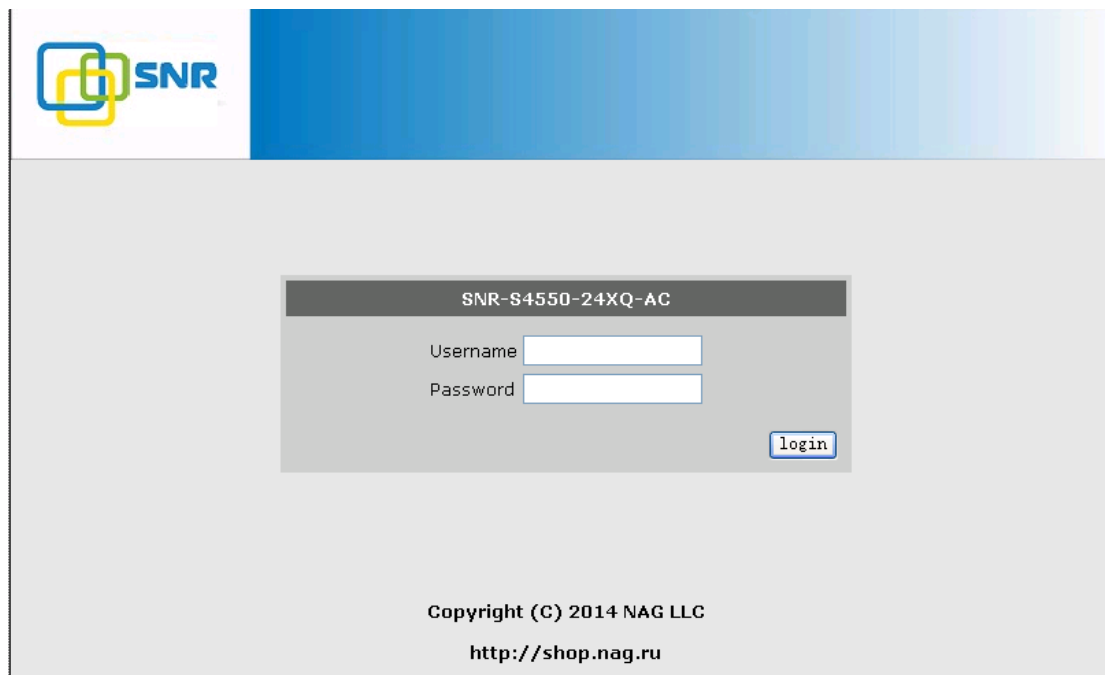 SNR
SNR-S4550-24XQ-AC
Username
Password
login
Copyright (C) 2014 NAG LLC
http://shop.nag.ru